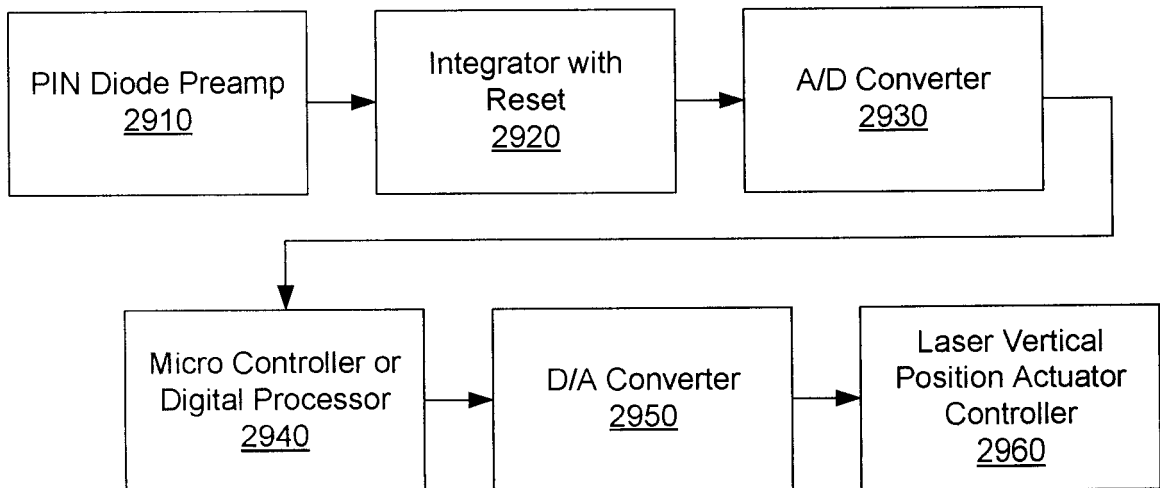 PIN Diode Preamp
2910
Integrator with
Reset
2920
A/D Converter
2930
Micro Controller or
Digital Processor
2940
D/A Converter
2950
Laser Vertical
Position Actuator
Controller
2960